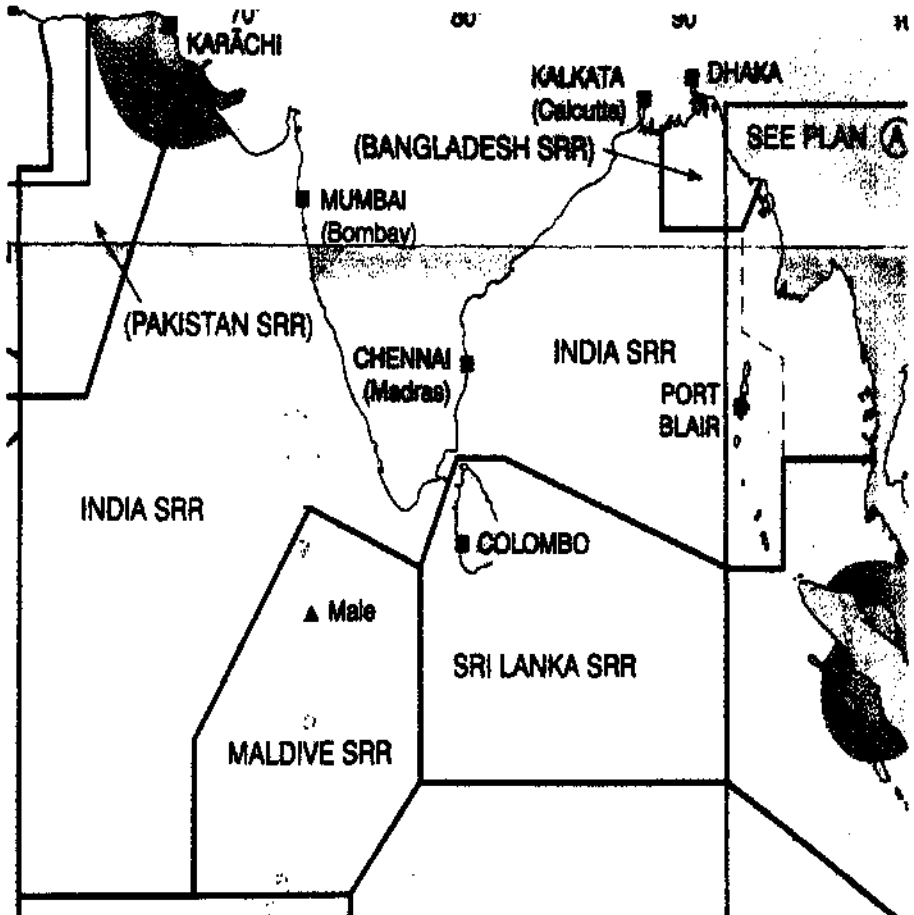 70°
80°
90
KARĀCHI
KALKATA
(Calcutta)
DHAKA
SEE PLAN A
(BANGLADESH SRR)
MUMBAI
(Bombay)
(PAKISTAN SRR)
CHENNAI
(Madras)
INDIA SRR
PORT
BLAIR
INDIA SRR
COLOMBO
Male
SRI LANKA SRR
MALDIVE SRR